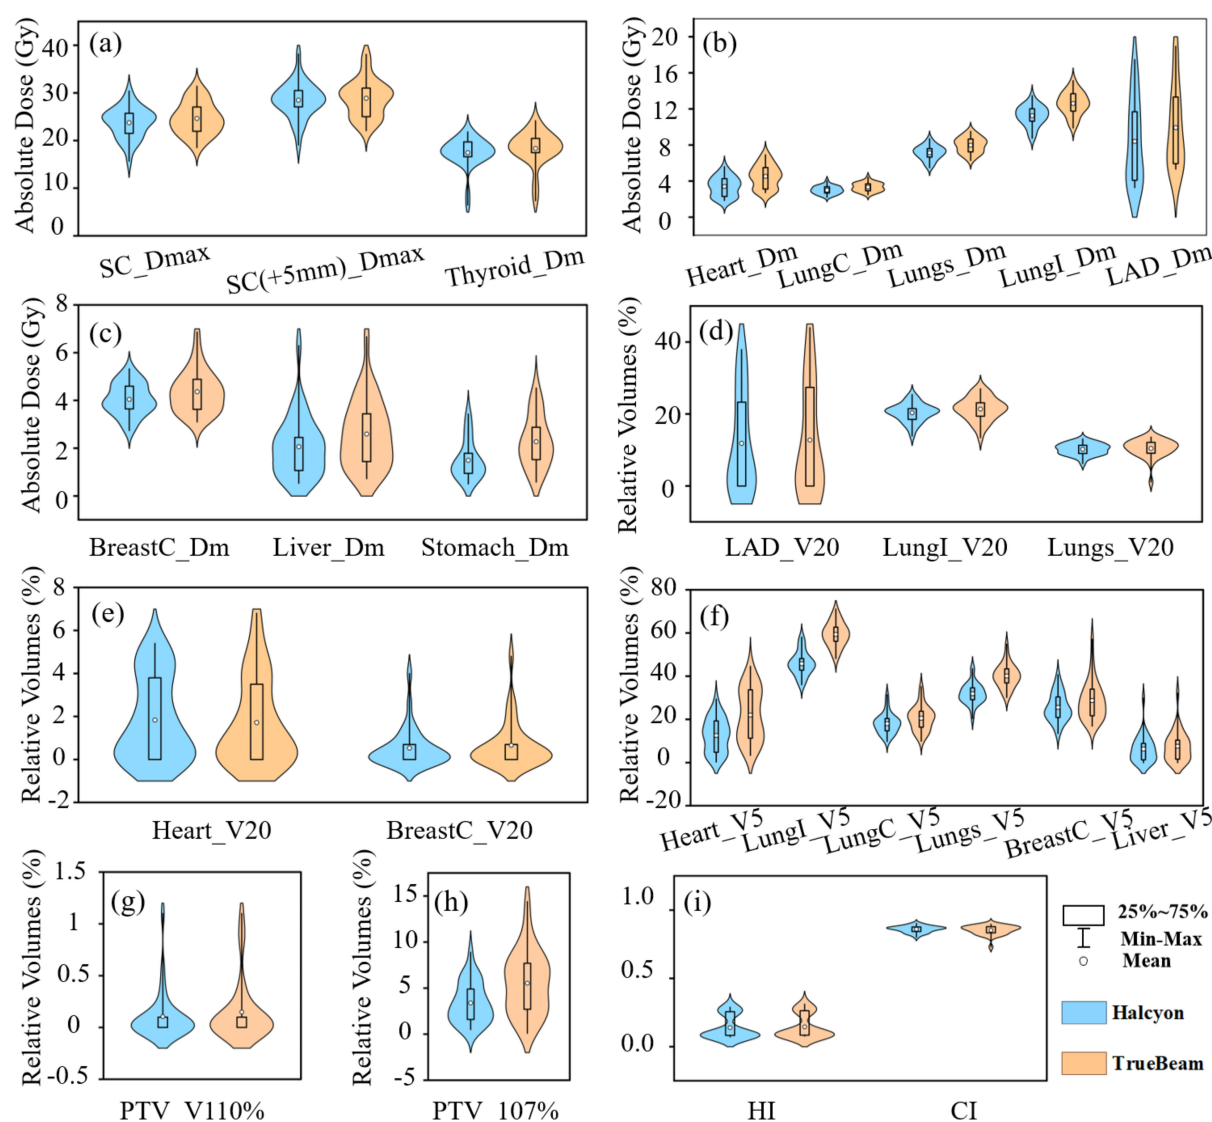 (a)
Absolute Dose (Gy)
40
30
20
10
0
SC_Dmax
SC(+5mm)_Dmax
Thyroid_Dm
(b)
Absolute Dose (Gy)
20
16
12
8
4
0
Heart_Dm
LungC_Dm
Lungs_Dm
LungI_Dm
LAD_Dm
(c)
Absolute Dose (Gy)
8
6
4
2
0
BreastC_Dm
Liver_Dm
Stomach_Dm
(d)
Relative Volumes (%)
40
20
0
LAD_V20
LungI_V20
Lungs_V20
(e)
Relative Volumes (%)
8
6
4
2
0
-2
Heart_V20
BreastC_V20
(f)
Relative Volumes (%)
80
60
40
20
0
-20
Heart_V5
LungI_V5
LungC_V5
Lungs_V5
BreastC_V5
Liver_V5
(g)
Relative Volumes (%)
1.5
1
0.5
0
-0.5
PTV V110%
(h)
Relative Volumes (%)
15
10
5
0
-5
PTV 107%
(i)
1.0
0.5
0.0
HI
CI
25%~75%
Min-Max
Mean
Halcyon
TrueBeam